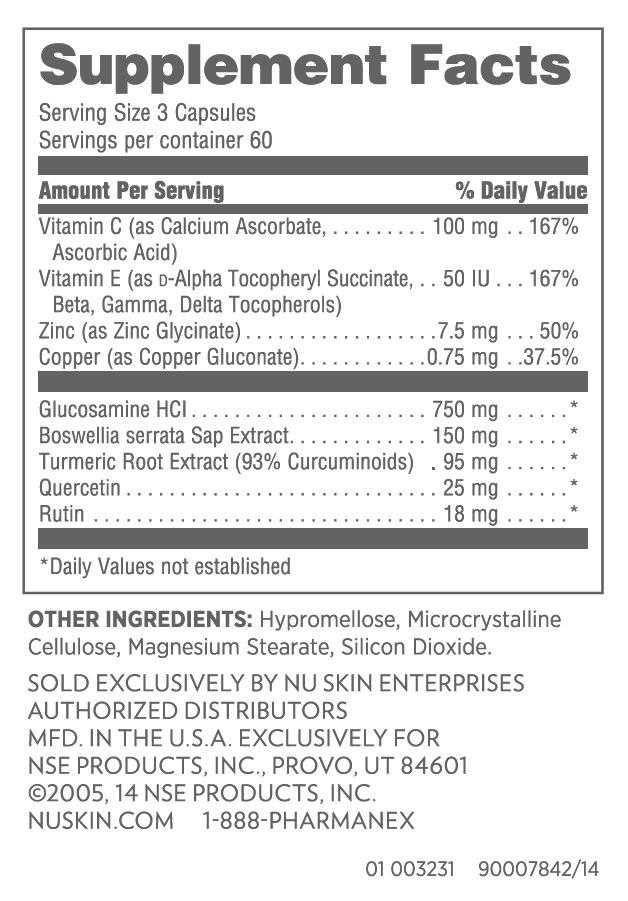 Supplement Facts
Serving Size 3 Capsules
Servings per container 60
Amount Per Serving % Daily Value
Vitamin C (as Calcium Ascorbate, . . . . . . . . . 100 mg . . 167%
Ascorbic Acid)
Vitamin E (as D-Alpha Tocopheryl Succinate, . . 50 IU . . . 167%
Beta, Gamma, Delta Tocopherols)
Zinc (as Zinc Glycinate) . . . . . . . . . . . . . . . . . .7.5 mg . . . 50%
Copper (as Copper Gluconate). . . . . . . . . . . .0.75 mg . .37.5%
Glucosamine HCl . . . . . . . . . . . . . . . . . . . . . . 750 mg . . . . . .*
Boswellia serrata Sap Extract. . . . . . . . . . . . . 150 mg . . . . . .*
Turmeric Root Extract (93% Curcuminoids) . 95 mg . . . . . .*
Quercetin . . . . . . . . . . . . . . . . . . . . . . . . . . . . . 25 mg . . . . . .*
Rutin . . . . . . . . . . . . . . . . . . . . . . . . . . . . . . . . 18 mg . . . . . .*
*Daily Values not established
OTHER INGREDIENTS: Hypromellose, Microcrystalline
Cellulose, Magnesium Stearate, Silicon Dioxide.
SOLD EXCLUSIVELY BY NU SKIN ENTERPRISES
AUTHORIZED DISTRIBUTORS
MFD. IN THE U.S.A. EXCLUSIVELY FOR
NSE PRODUCTS, INC., PROVO, UT 84601
©2005, 14 NSE PRODUCTS, INC.
NUSKIN.COM 1-888-PHARMANEX
01 003231 90007842/14